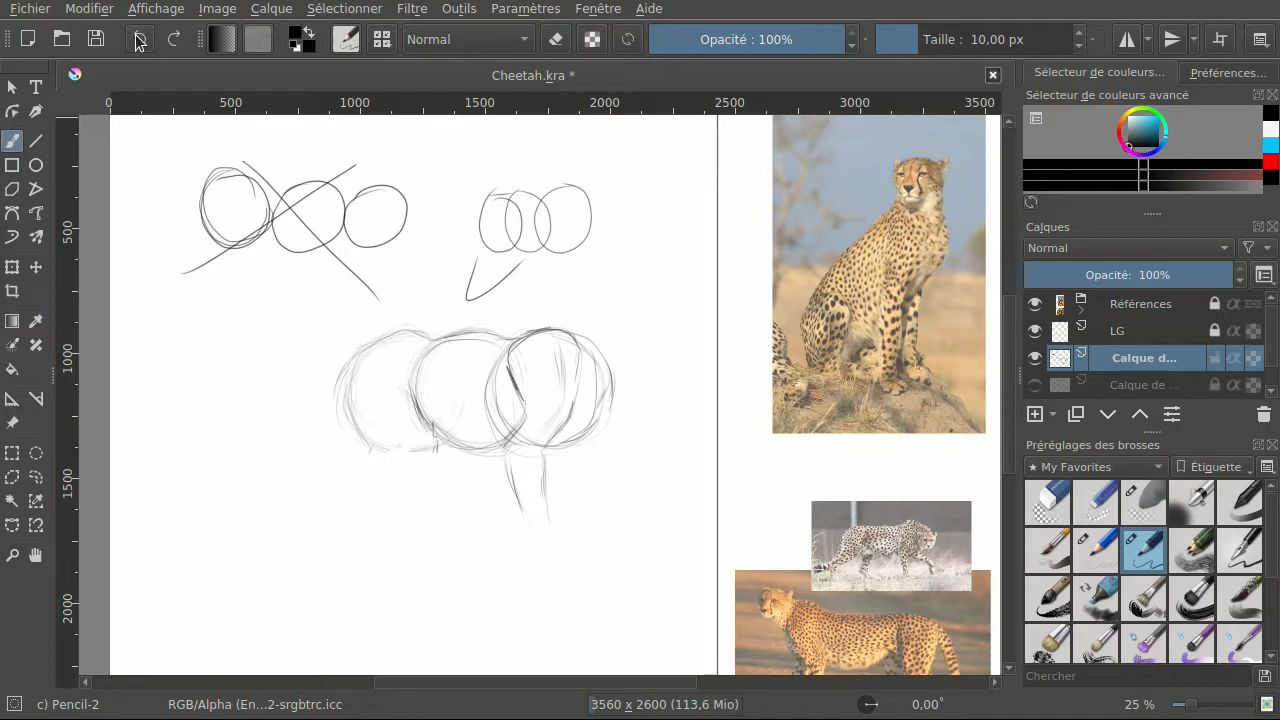 Fichier Modifier Affichage Image Calque Sélectionner Filtre Outils Paramètres Fenêtre Aide
Normal Opacité : 100% Taille : 10,00 px
Cheetah.kra *
Sélecteur de couleurs... Préférences...
0 500 1000 1500 2000 2500 3000 3500
Sélecteur de couleurs avancé
500
1000
1500
2000
Calques
Normal
Opacité: 100%
Références
LG
Calque d...
Calque de ...
Préréglages des brosses
★ My Favorites Étiquette
Chercher
c) Pencil-2 RGB/Alpha (En...2-srgbtrc.icc 3560 x 2600 (113,6 Mio) 0,00° 25 %